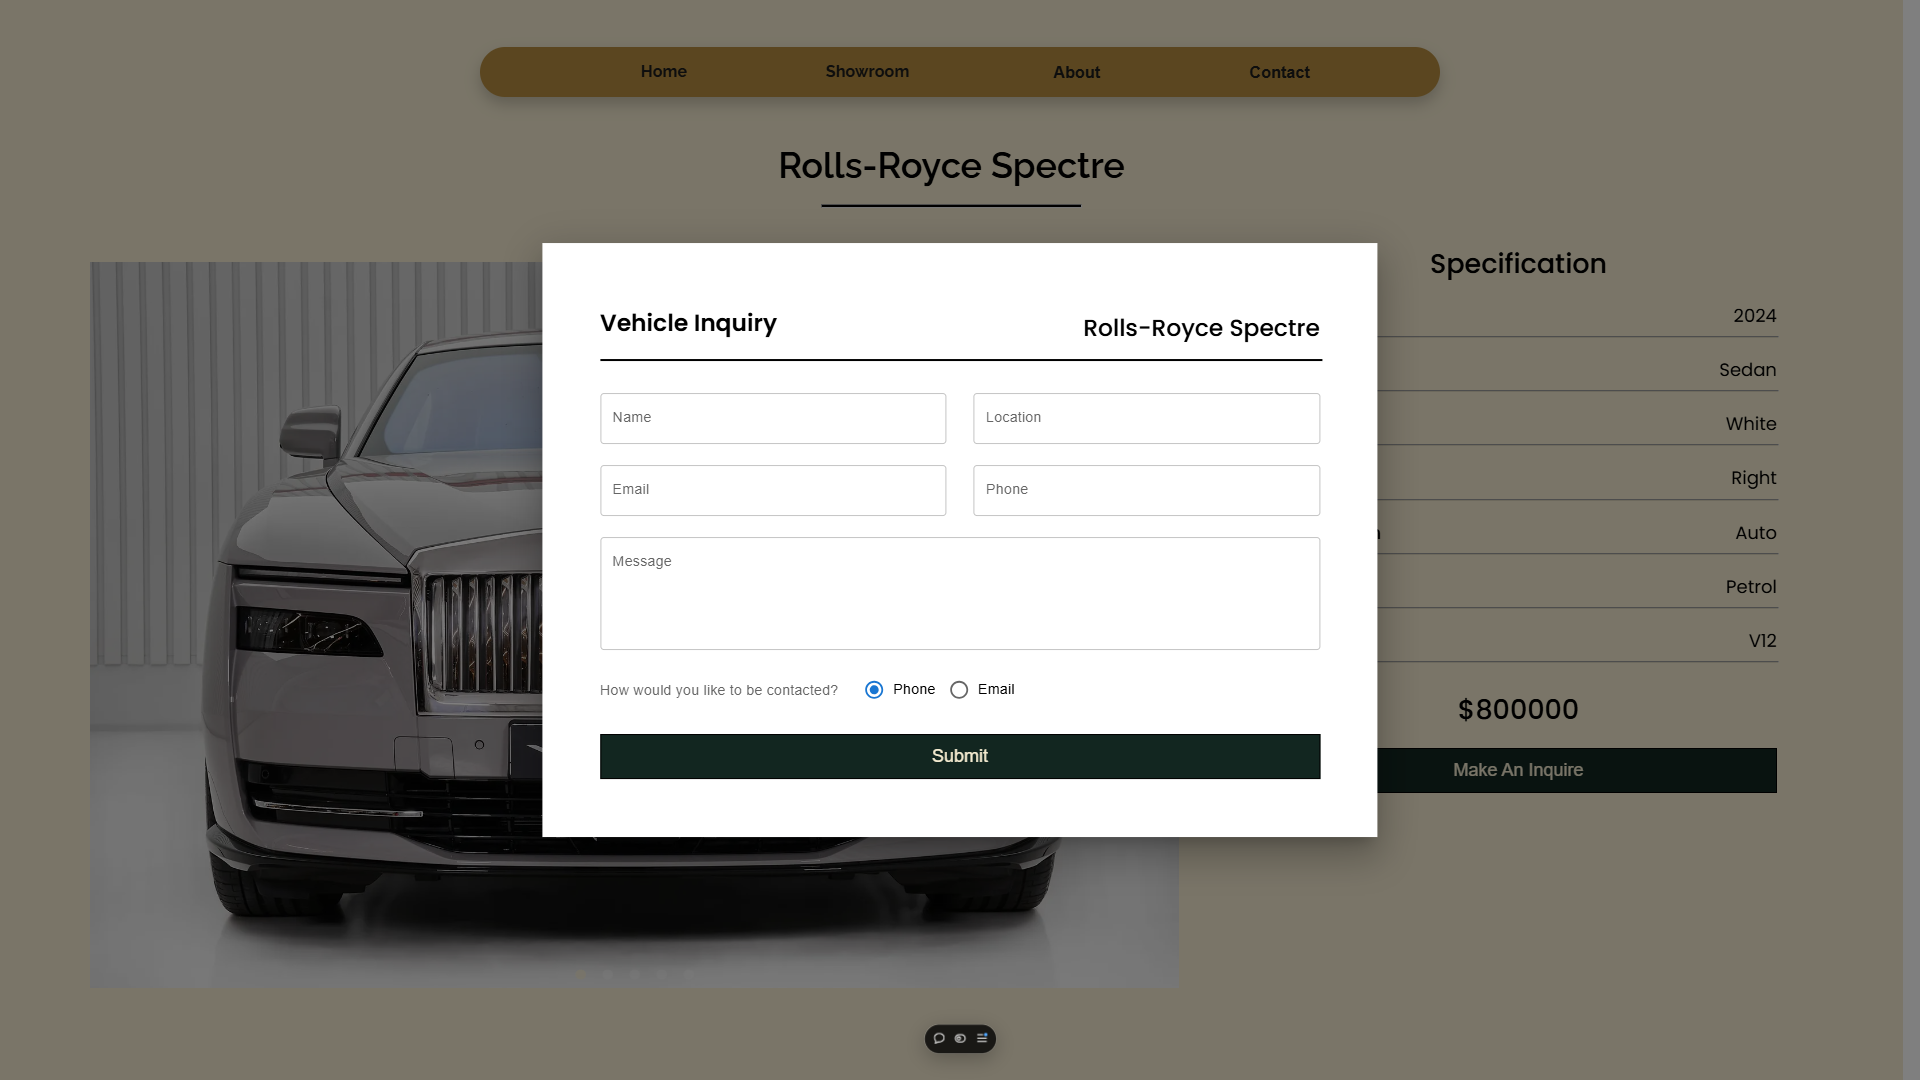 Home Showroom About Contact
Rolls-Royce Spectre
Vehicle Inquiry
Rolls-Royce Spectre
Name
Location
Email
Phone
Message
How would you like to be contacted? Phone Email
Submit
Specification
2024
Sedan
White
Right
Auto
Petrol
V12
$800000
Make An Inquire